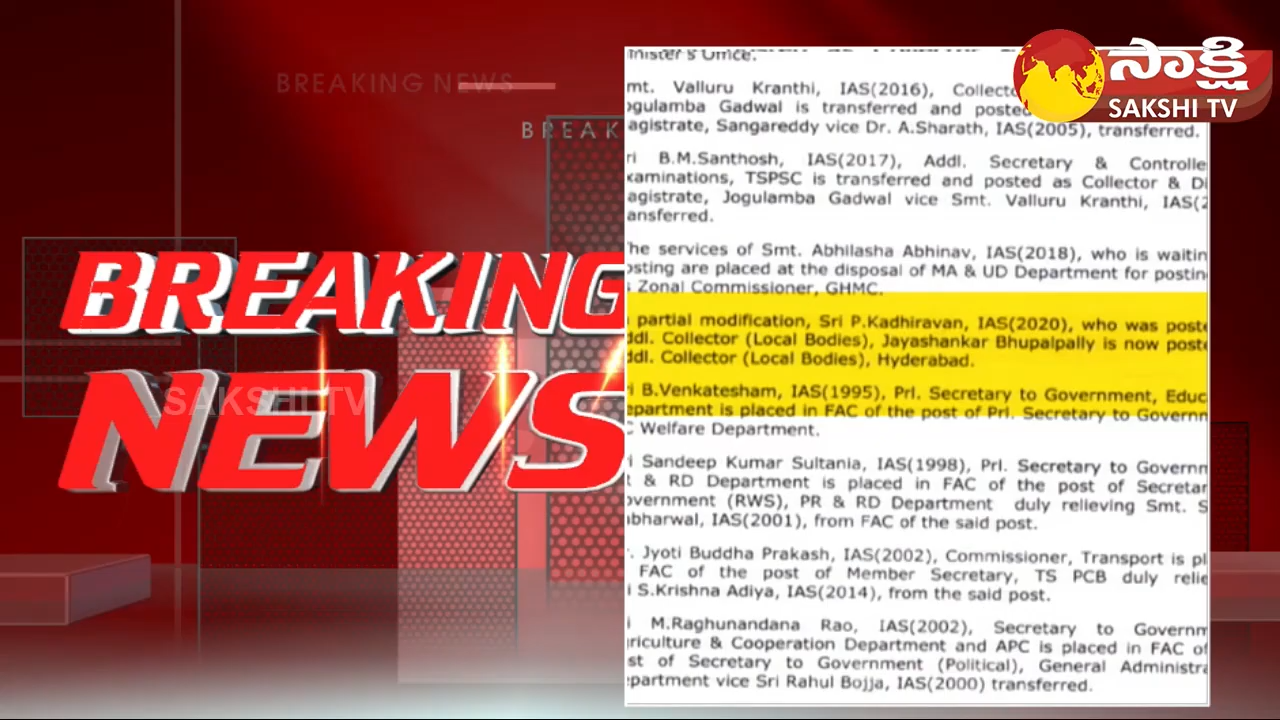 BREAKING NEWS
BREAK
సాక్షి
SAKSHI TV
BREAKING
NEWS
SAKSHI TV
nister's Office.
mt. Valluru Kranthi, IAS(2016), Collecto
ogulamba Gadwal is transferred and posted
agistrate, Sangareddy vice Dr. A.Sharath, IAS(2005), transferred.
ri B.M.Santhosh, IAS(2017), Addl. Secretary & Controlle
xaminations, TSPSC is transferred and posted as Collector & Di
agistrate, Jogulamba Gadwal vice Smt. Valluru Kranthi, IAS(2
ansferred.
he services of Smt. Abhilasha Abhinav, IAS(2018), who is waitin
osting are placed at the disposal of MA & UD Department for postin
s Zonal Commissioner, GHMC.
partial modification, Sri P.Kadhiravan, IAS(2020), who was poste
ddl. Collector (Local Bodies), Jayashankar Bhupalpally is now poste
ddl. Collector (Local Bodies), Hyderabad.
ri B.Venkatesham, IAS(1995), Prl. Secretary to Government, Educ
epartment is placed in FAC of the post of Prl. Secretary to Governm
C Welfare Department.
i Sandeep Kumar Sultania, IAS(1998), Prl. Secretary to Governm
& RD Department is placed in FAC of the post of Secretar
overnment (RWS), PR & RD Department duly relieving Smt. S
abharwal, IAS(2001), from FAC of the said post.
. Jyoti Buddha Prakash, IAS(2002), Commissioner, Transport is pl
FAC of the post of Member Secretary, TS PCB duly relie
i S.Krishna Adiya, IAS(2014), from the said post.
i M.Raghunandana Rao, IAS(2002), Secretary to Governm
griculture & Cooperation Department and APC is placed in FAC of
st of Secretary to Government (Political), General Administra
epartment vice Sri Rahul Bojja, IAS(2000) transferred.